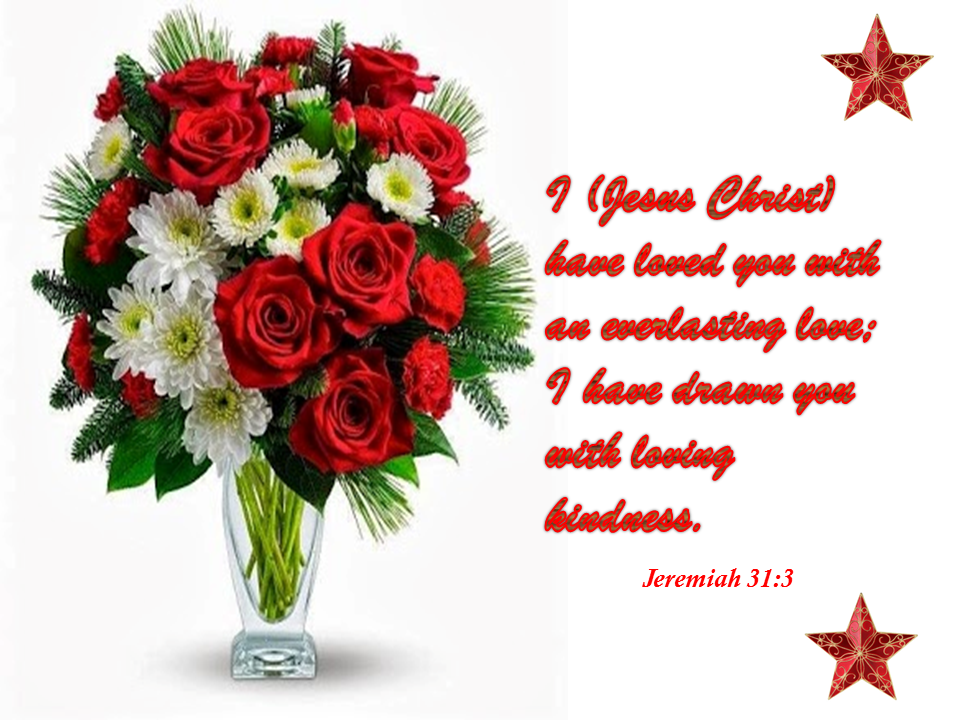 I (Jesus Christ)
have loved you with
an everlasting love;
I have drawn you
with loving
kindness.
Jeremiah 31:3